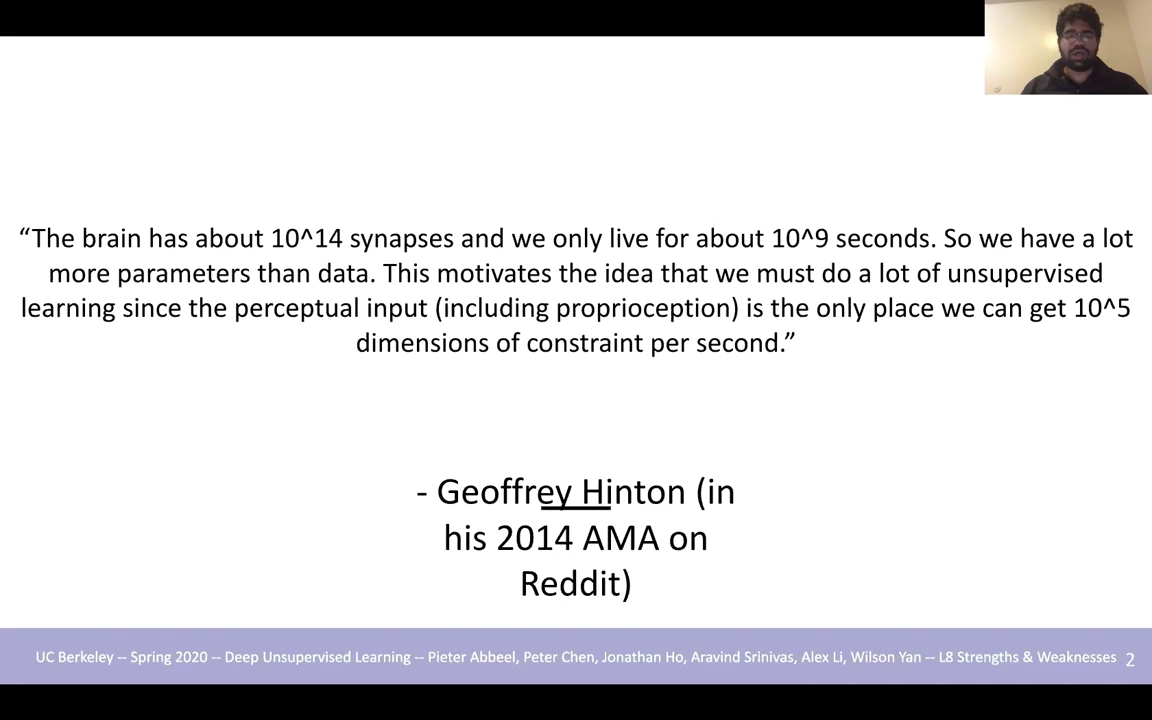 “The brain has about 10^14 synapses and we only live for about 10^9 seconds. So we have a lot
more parameters than data. This motivates the idea that we must do a lot of unsupervised
learning since the perceptual input (including proprioception) is the only place we can get 10^5
dimensions of constraint per second.”
- Geoffrey Hinton (in
his 2014 AMA on
Reddit)
UC Berkeley -- Spring 2020 -- Deep Unsupervised Learning -- Pieter Abbeel, Peter Chen, Jonathan Ho, Aravind Srinivas, Alex Li, Wilson Yan -- L8 Strengths & Weaknesses 2